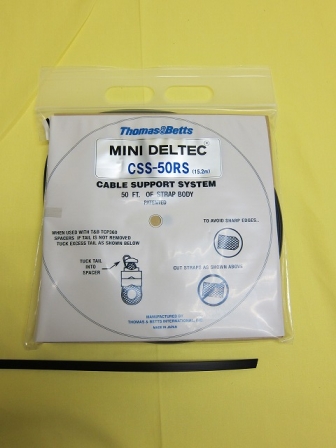 Thomas&Betts
MINI DELTEC
CSS-50RS (15.2m)
CABLE SUPPORT SYSTEM
50 FT. OF STRAP BODY
PATENTED
WHEN USED WITH T&B TCP360
SPACERS IF TAIL IS NOT REMOVED
TUCK EXCESS TAIL AS SHOWN BELOW
TUCK TAIL
INTO
SPACER
TO AVOID SHARP EDGES,
CUT STRAPS AS SHOWN ABOVE
MANUFACTURED BY
THOMAS & BETTS INTERNATIONAL, INC.
MADE IN JAPAN